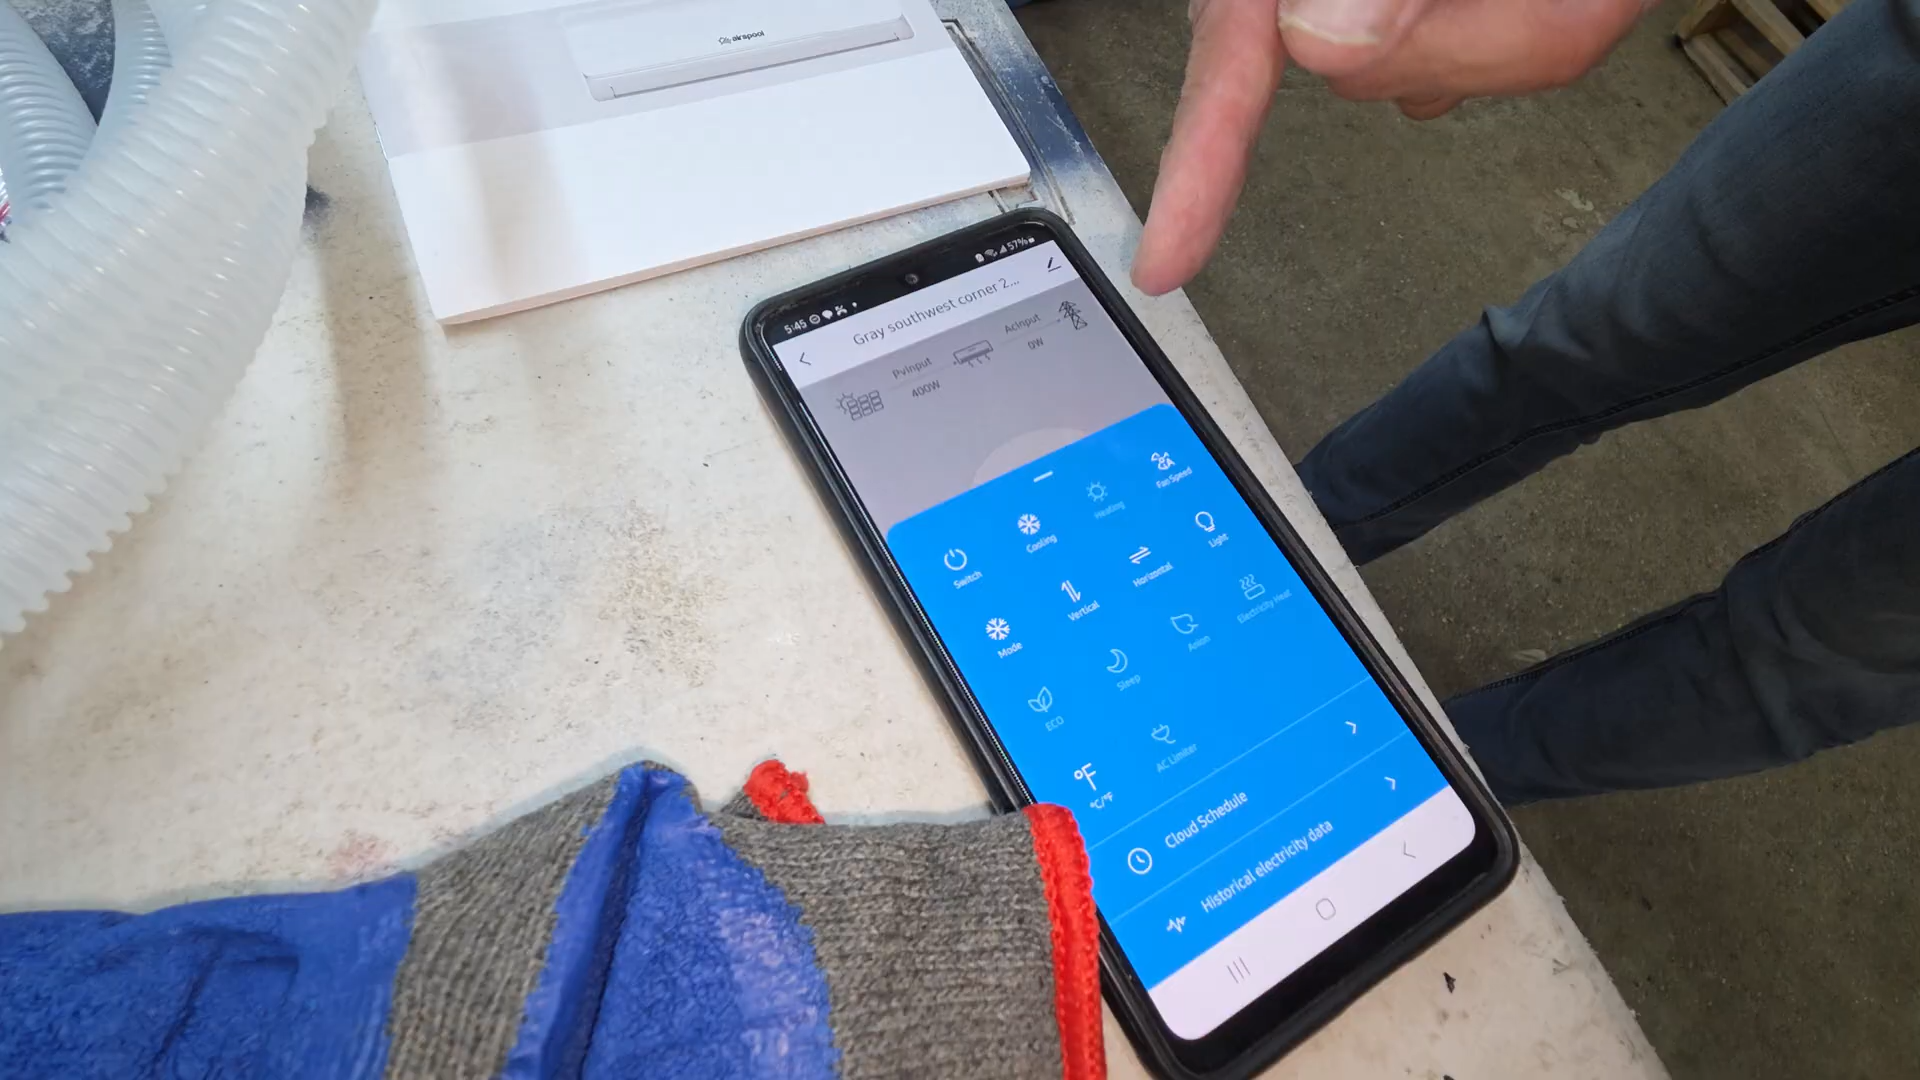 airspool
5:45
57%
Gray southwest corner 2...
PvInput
400W
AcInput
0W
Switch
Cooling
Heating
Fan Speed
Mode
Vertical
Horizontal
Light
ECO
Sleep
Anion
Electricity Heat
°F
°C/°F
AC Limiter
Cloud Schedule
Historical electricity data